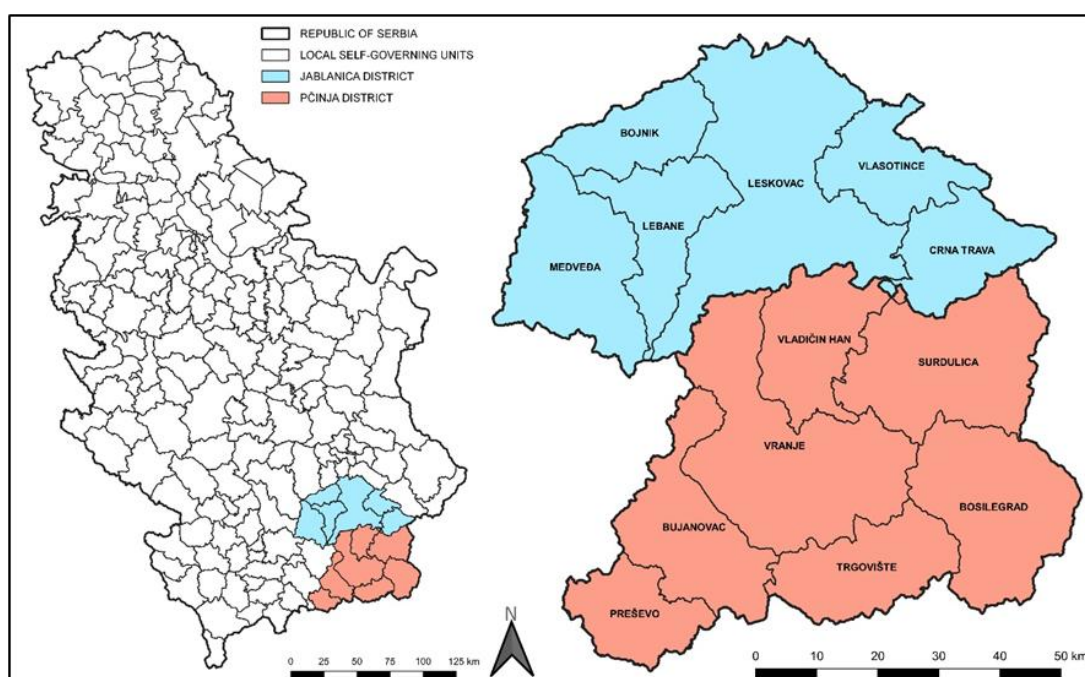 REPUBLIC OF SERBIA
LOCAL SELF-GOVERNING UNITS
JABLANICA DISTRICT
PČINJA DISTRICT
BOJNIK
VLASOTINCE
LESKOVAC
LEBANE
CRNA TRAVA
MEDVEĐA
VLADIČIN HAN
SURDULICA
VRANJE
BOSILEGRAD
BUJANOVAC
TRGOVIŠTE
PREŠEVO
N
0 25 50 75 100 125 km
0 10 20 30 40 50 km